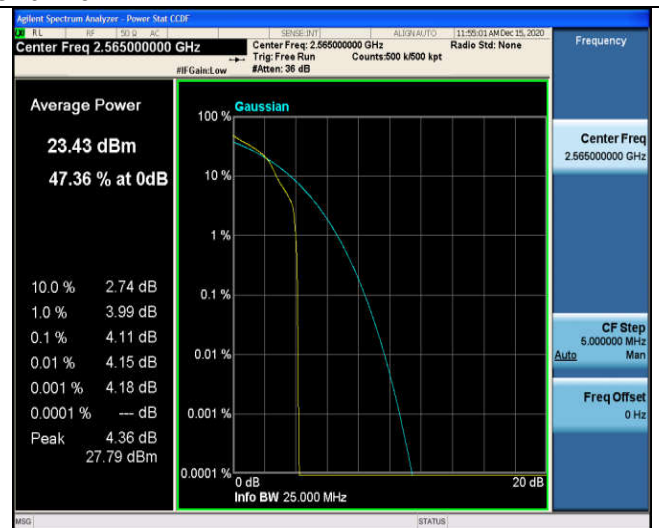 Agilent Spectrum Analyzer - Power Stat CCDF
RL RF 50 Ω AC SENSE:INT ALIGN AUTO 11:55:01 AM Dec 15, 2020
Center Freq 2.565000000 GHz
Center Freq: 2.565000000 GHz
Radio Std: None
Trig: Free Run Counts:500 k/500 kpt
#IFGain:Low #Atten: 36 dB
Frequency
Average Power
23.43 dBm
47.36 % at 0dB
10.0 % 2.74 dB
1.0 % 3.99 dB
0.1 % 4.11 dB
0.01 % 4.15 dB
0.001 % 4.18 dB
0.0001 % --- dB
Peak 4.36 dB
27.79 dBm
Gaussian
100 %
10 %
1 %
0.1 %
0.01 %
0.001 %
0.0001 %
0 dB 20 dB
Info BW 25.000 MHz
Center Freq
2.565000000 GHz
CF Step
5.000000 MHz
Auto Man
Freq Offset
0 Hz
MSG STATUS